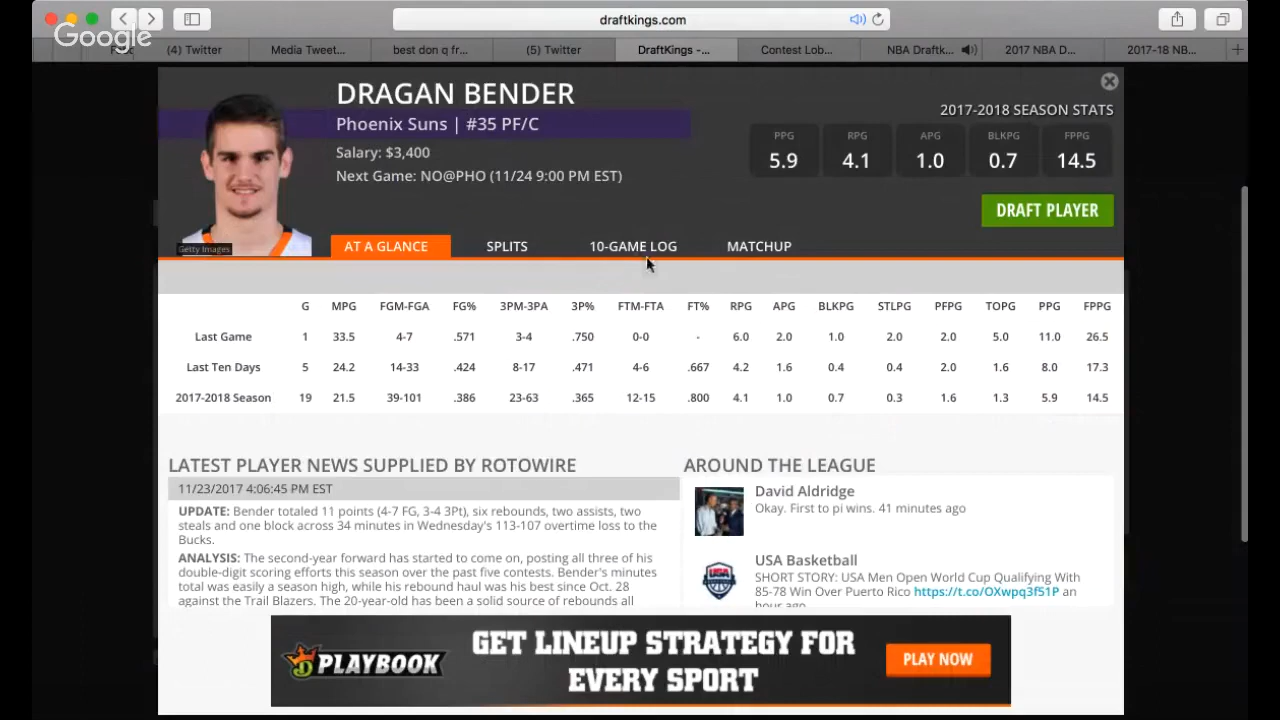 draftkings.com
Google
(4) Twitter
Media Tweet...
best don q fr...
(5) Twitter
DraftKings -...
Contest Lob...
NBA Draftk...
2017 NBA D...
2017-18 NB...
DRAGAN BENDER
Phoenix Suns | #35 PF/C
Salary: $3,400
Next Game: NO@PHO (11/24 9:00 PM EST)
2017-2018 SEASON STATS
PPG RPG APG BLKPG FPPG
5.9 4.1 1.0 0.7 14.5
DRAFT PLAYER
Getty Images
AT A GLANCE SPLITS 10-GAME LOG MATCHUP
G MPG FGM-FGA FG% 3PM-3PA 3P% FTM-FTA FT% RPG APG BLKPG STLPG PFPG TOPG PPG FPPG
Last Game 1 33.5 4-7 .571 3-4 .750 0-0 - 6.0 2.0 1.0 2.0 2.0 5.0 11.0 26.5
Last Ten Days 5 24.2 14-33 .424 8-17 .471 4-6 .667 4.2 1.6 0.4 0.4 2.0 1.6 8.0 17.3
2017-2018 Season 19 21.5 39-101 .386 23-63 .365 12-15 .800 4.1 1.0 0.7 0.3 1.6 1.3 5.9 14.5
LATEST PLAYER NEWS SUPPLIED BY ROTOWIRE
11/23/2017 4:06:45 PM EST
UPDATE: Bender totaled 11 points (4-7 FG, 3-4 3Pt), six rebounds, two assists, two
steals and one block across 34 minutes in Wednesday's 113-107 overtime loss to the
Bucks.
ANALYSIS: The second-year forward has started to come on, posting all three of his
double-digit scoring efforts this season over the past five contests. Bender's minutes
total was easily a season high, while his rebound haul was his best since Oct. 28
against the Trail Blazers. The 20-year-old has been a solid source of rebounds all
AROUND THE LEAGUE
David Aldridge
Okay. First to pi wins. 41 minutes ago
USA Basketball
SHORT STORY: USA Men Open World Cup Qualifying With
85-78 Win Over Puerto Rico https://t.co/OXwpq3f51P an
hour ago
PLAYBOOK
GET LINEUP STRATEGY FOR
EVERY SPORT
PLAY NOW